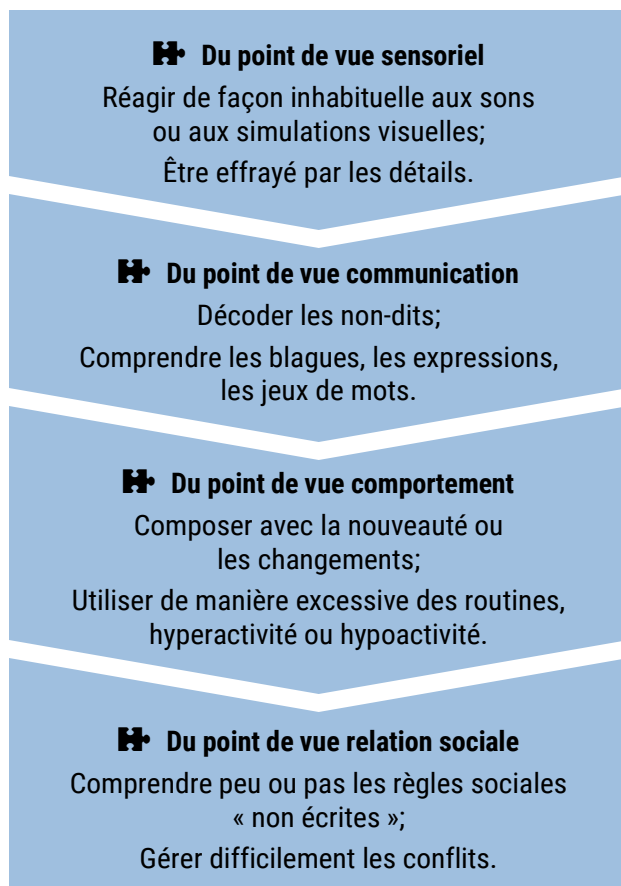 Du point de vue sensoriel
Réagir de façon inhabituelle aux sons
ou aux simulations visuelles;
Être effrayé par les détails.
Du point de vue communication
Décoder les non-dits;
Comprendre les blagues, les expressions,
les jeux de mots.
Du point de vue comportement
Composer avec la nouveauté ou
les changements;
Utiliser de manière excessive des routines,
hyperactivité ou hypoactivité.
Du point de vue relation sociale
Comprendre peu ou pas les règles sociales
« non écrites »;
Gérer difficilement les conflits.